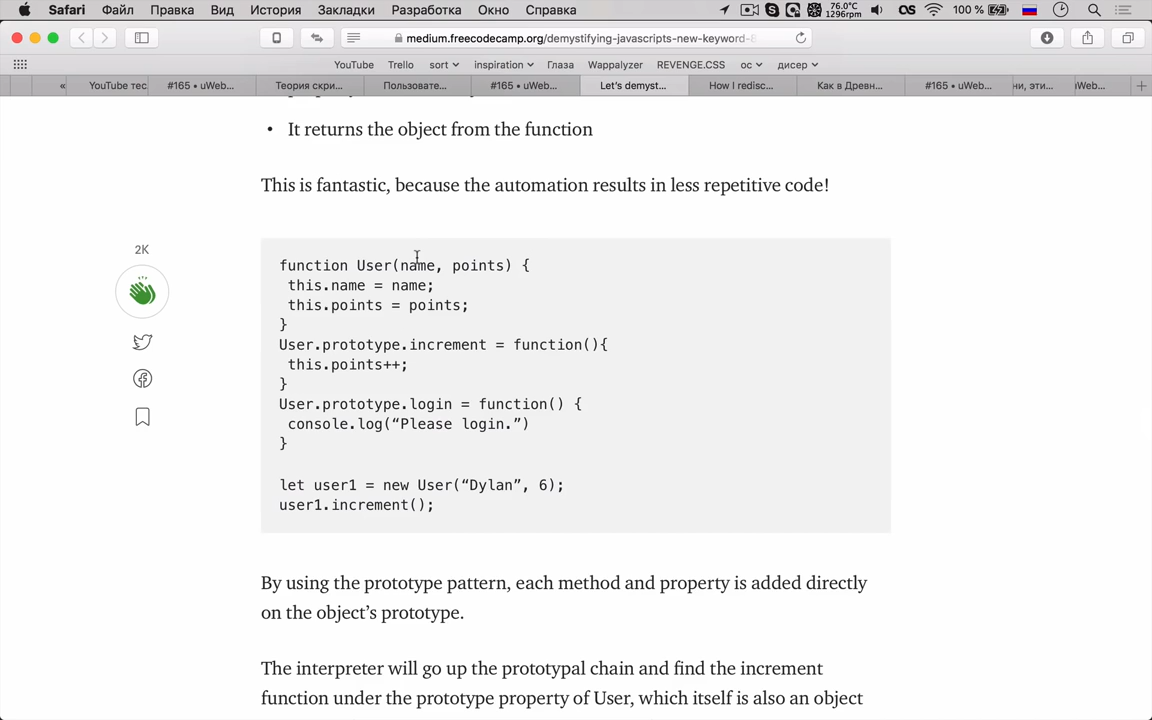 Safari Файл Правка Вид История Закладки Разработка Окно Справка 76.0°C 1296rpm 100 %
medium.freecodecamp.org/demystifying-javascripts-new-keyword-
YouTube Trello sort inspiration Глаза Wappalyzer REVENGE.CSS ос дисер
« YouTube тес #165 • uWeb... Теория скри... Пользовате... #165 • uWeb... Let's demyst... How I redisc... Как в Древн... #165 • uWeb... ни, эти... Web...
• It returns the object from the function
This is fantastic, because the automation results in less repetitive code!
2K
function User(name, points) {
this.name = name;
this.points = points;
}
User.prototype.increment = function(){
this.points++;
}
User.prototype.login = function() {
console.log(“Please login.”)
}
let user1 = new User(“Dylan”, 6);
user1.increment();
By using the prototype pattern, each method and property is added directly
on the object’s prototype.
The interpreter will go up the prototypal chain and find the increment
function under the prototype property of User, which itself is also an object